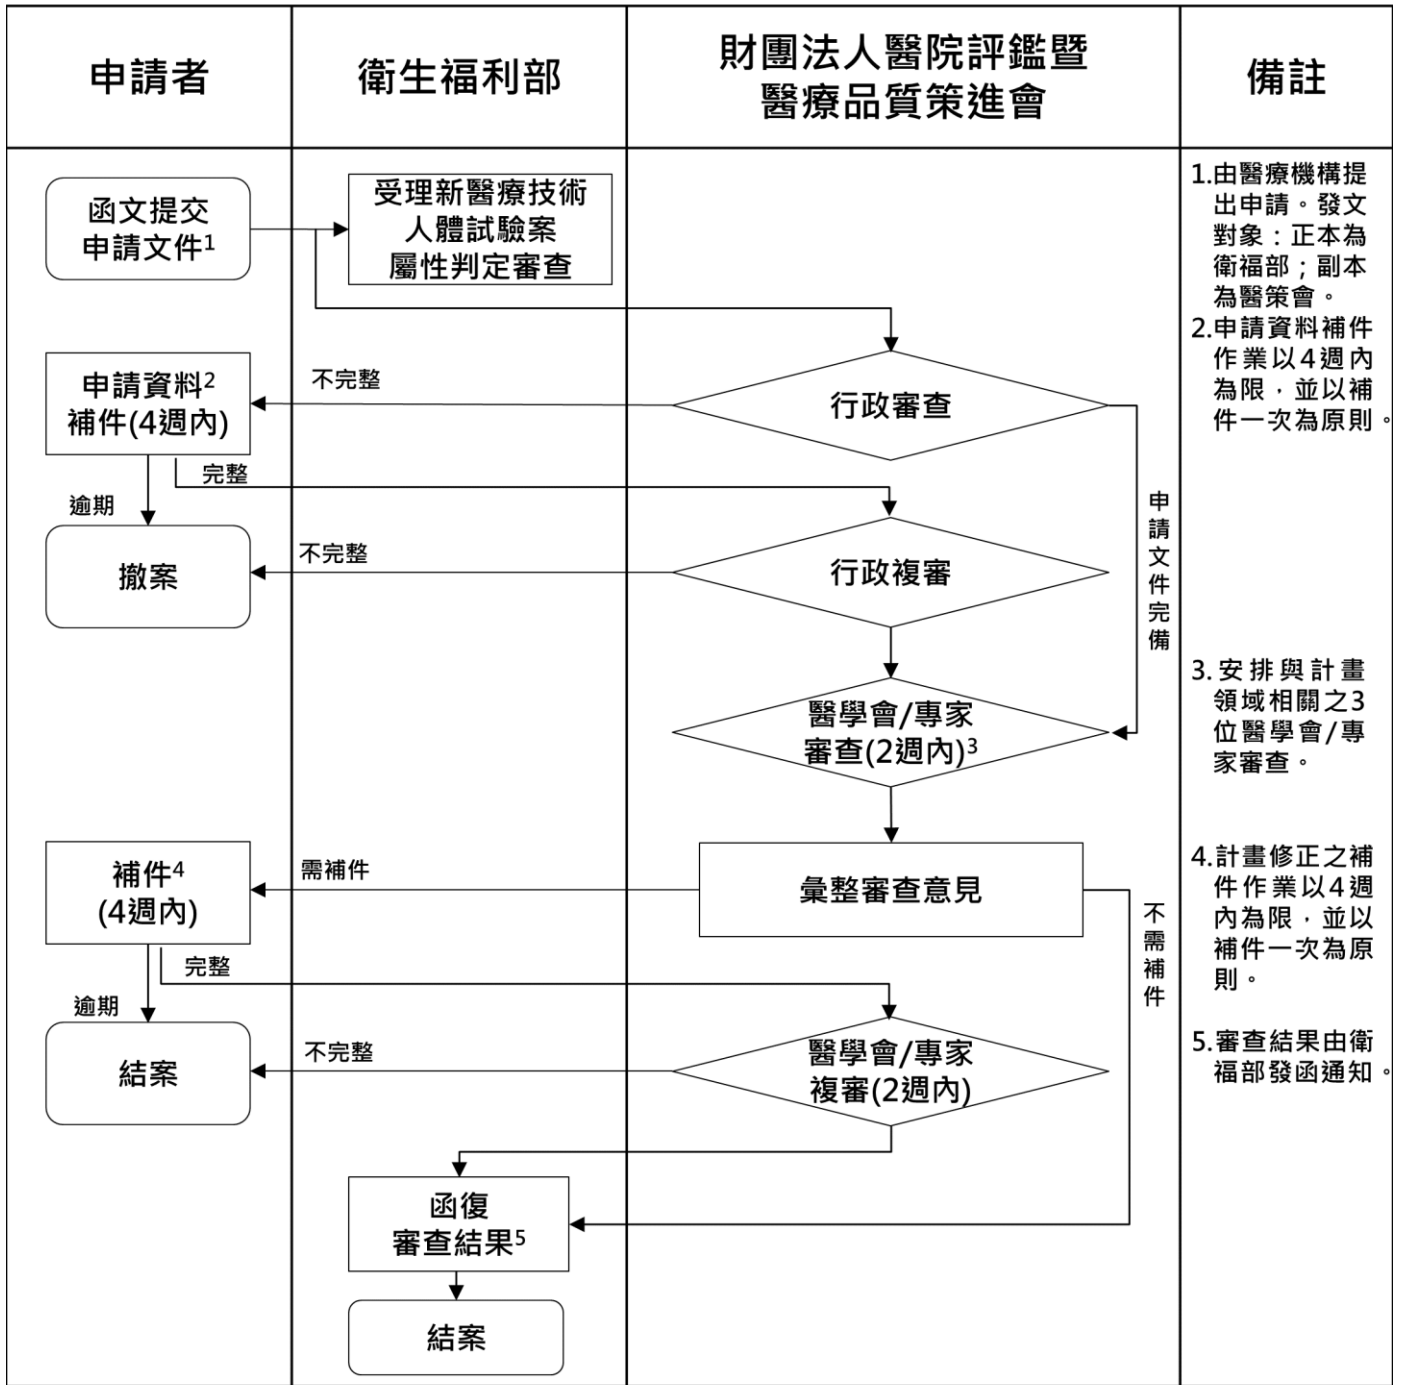 申請者
衛生福利部
財團法人醫院評鑑暨
醫療品質策進會
備註
函文提交
申請文件1
受理新醫療技術
人體試驗案
屬性判定審查
1.由醫療機構提
出申請。發文
對象：正本為
衛福部；副本
為醫策會。
2.申請資料補件
作業以4週內
為限，並以補
件一次為原則。
申請資料2
補件(4週內)
不完整
行政審查
逾期
完整
申請文件完備
撤案
不完整
行政複審
醫學會/專家
審查(2週內)3
3.安排與計畫
領域相關之3
位醫學會/專
家審查。
補件4
(4週內)
需補件
彙整審查意見
不需補件
4.計畫修正之補
件作業以4週
內為限，並以
補件一次為原
則。
逾期
完整
結案
不完整
醫學會/專家
複審(2週內)
5.審查結果由衛
福部發函通知。
函復
審查結果5
結案